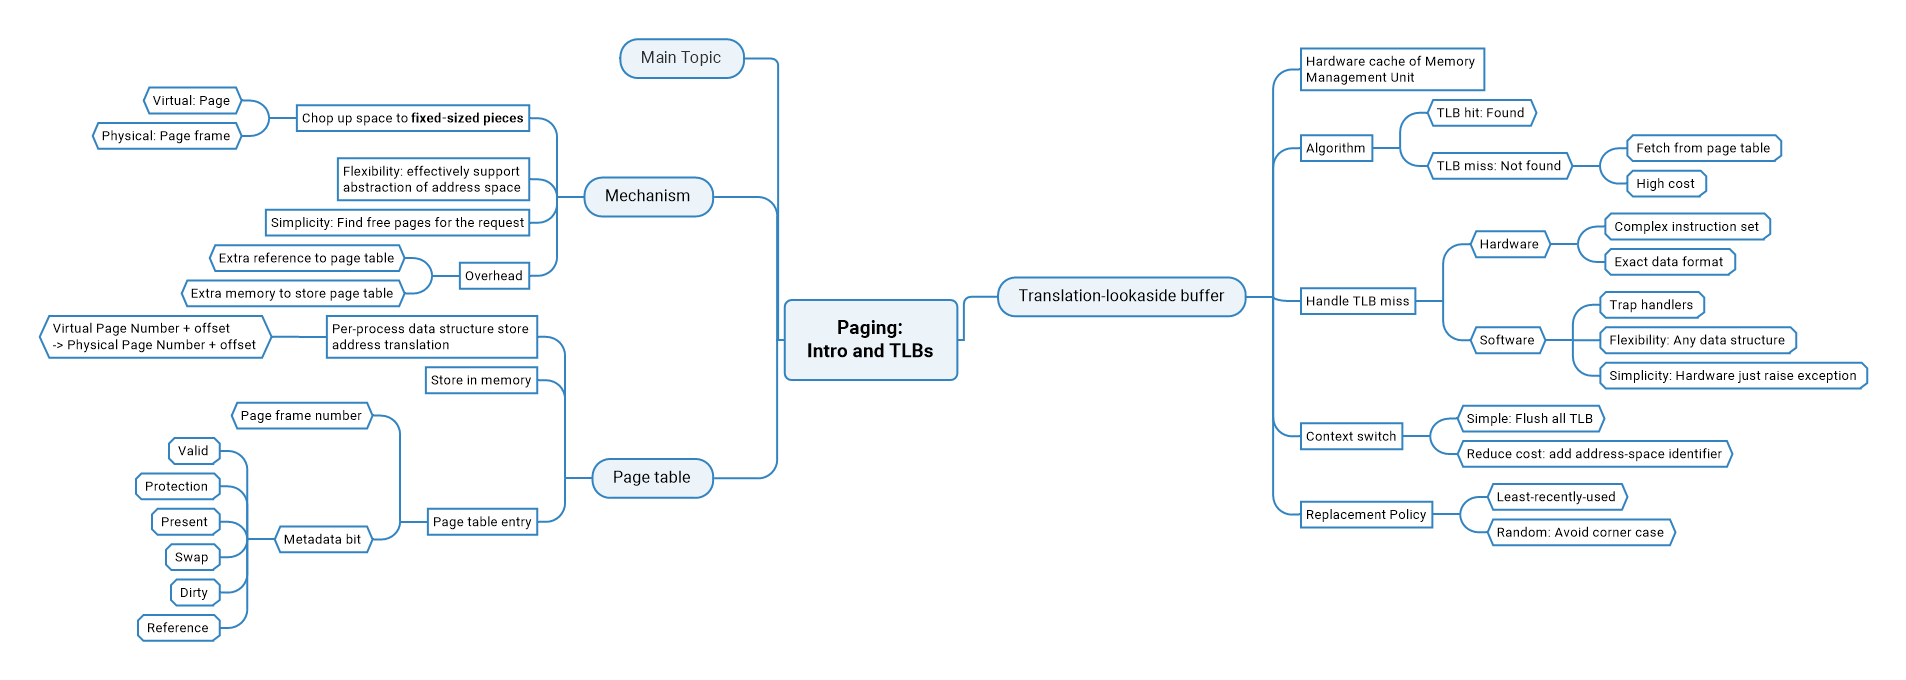 Paging:
Intro and TLBs
Main Topic
Mechanism
Chop up space to fixed-sized pieces
Virtual: Page
Physical: Page frame
Flexibility: effectively support
abstraction of address space
Simplicity: Find free pages for the request
Overhead
Extra reference to page table
Extra memory to store page table
Page table
Per-process data structure store
address translation
Virtual Page Number + offset
-> Physical Page Number + offset
Store in memory
Page table entry
Page frame number
Metadata bit
Valid
Protection
Present
Swap
Dirty
Reference
Translation-lookaside buffer
Hardware cache of Memory
Management Unit
Algorithm
TLB hit: Found
TLB miss: Not found
Fetch from page table
High cost
Handle TLB miss
Hardware
Complex instruction set
Exact data format
Software
Trap handlers
Flexibility: Any data structure
Simplicity: Hardware just raise exception
Context switch
Simple: Flush all TLB
Reduce cost: add address-space identifier
Replacement Policy
Least-recently-used
Random: Avoid corner case